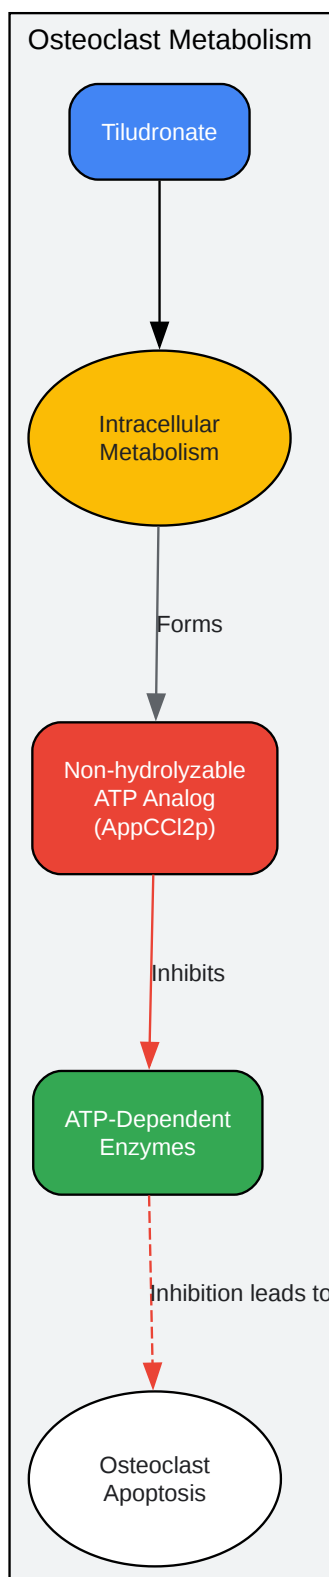 Osteoclast Metabolism
Tiludronate
Intracellular
Metabolism
Forms
Non-hydrolyzable
ATP Analog
(AppCCl2p)
Inhibits
ATP-Dependent
Enzymes
Inhibition leads to
Osteoclast
Apoptosis